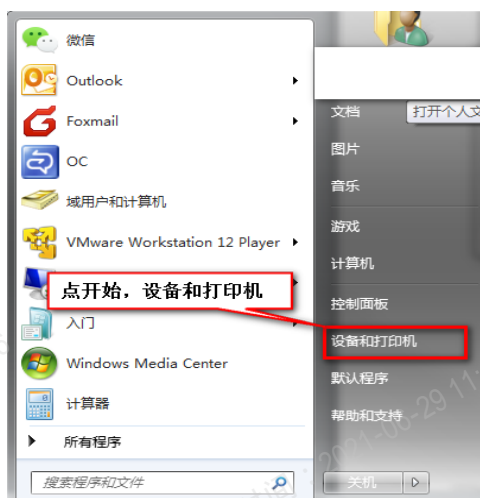 微信
Outlook
Foxmail
OC
域用户和计算机
VMware Workstation 12 Player
点开始，设备和打印机
入门
Windows Media Center
计算器
所有程序
搜索程序和文件
文档
打开个人文
图片
音乐
游戏
计算机
控制面板
设备和打印机
默认程序
帮助和支持
关机
2021-06-29 11: